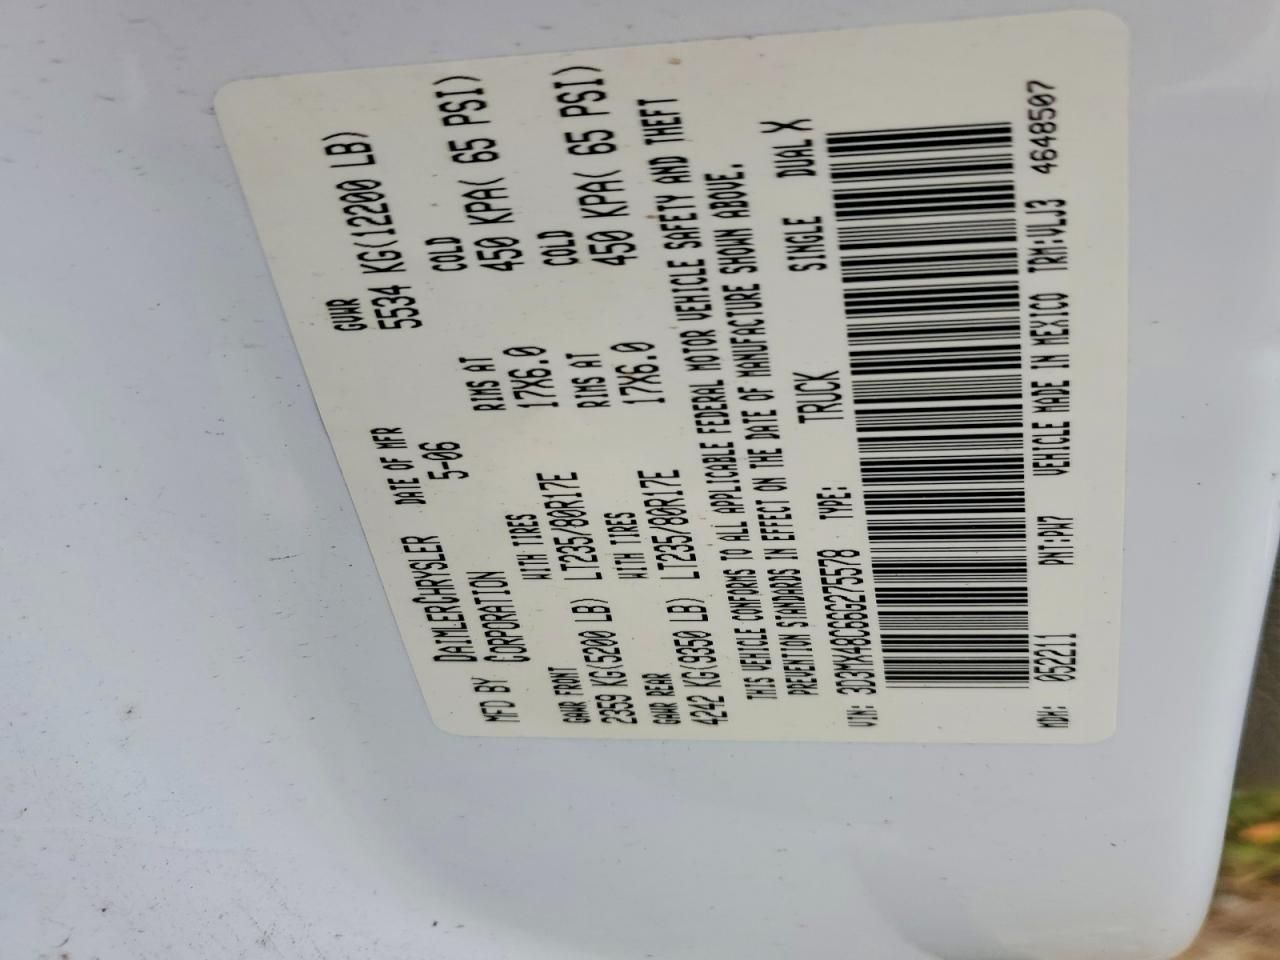 MFD BY DAIMLERCHRYSLER CORPORATION DATE OF MFR 5-06 GVWR 5534 KG(12200 LB)
GAWR FRONT WITH TIRES RIMS AT COLD
2359 KG(5200 LB) LT235/80R17E 17X6.0 450 KPA( 65 PSI)
GAWR REAR WITH TIRES RIMS AT COLD
4242 KG(9350 LB) LT235/80R17E 17X6.0 450 KPA( 65 PSI)
THIS VEHICLE CONFORMS TO ALL APPLICABLE FEDERAL MOTOR VEHICLE SAFETY AND THEFT
PREVENTION STANDARDS IN EFFECT ON THE DATE OF MANUFACTURE SHOWN ABOVE.
VIN: 3D3MX48C66G275578 TYPE: TRUCK SINGLE DUAL X
MDH: 052211 PNT:PW7 VEHICLE MADE IN MEXICO TRM:VLJ3 4648507